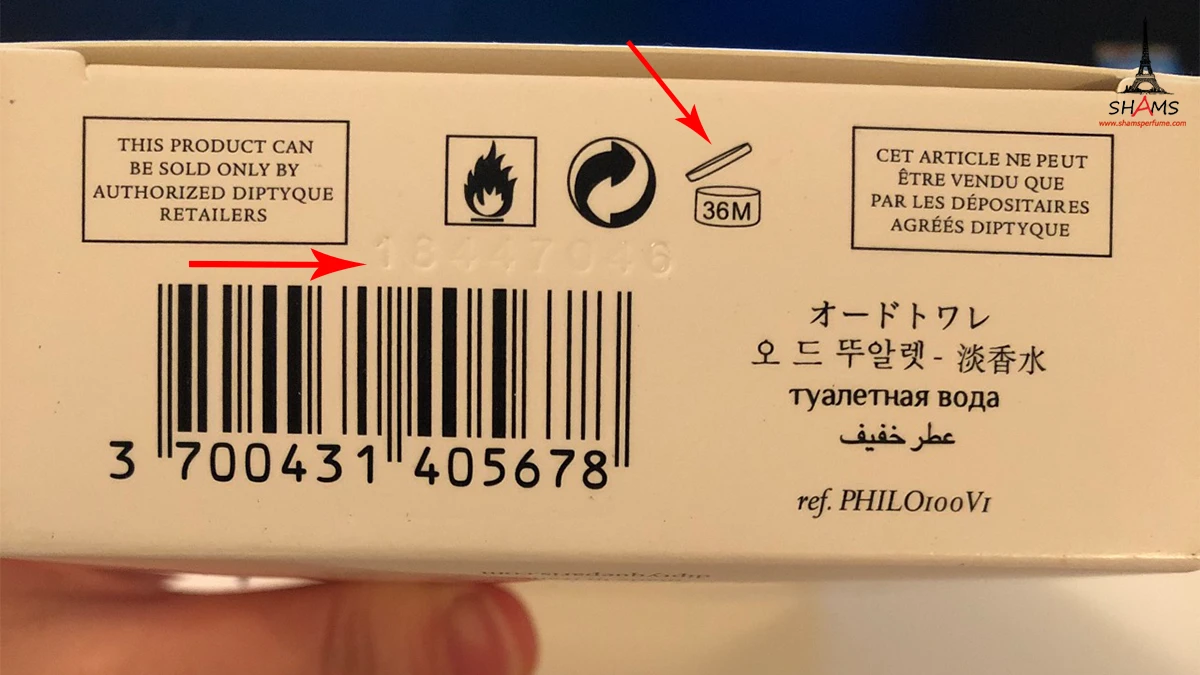 SHAMS
www.shamsperfume.com
THIS PRODUCT CAN
BE SOLD ONLY BY
AUTHORIZED DIPTYQUE
RETAILERS
36M
CET ARTICLE NE PEUT
ÊTRE VENDU QUE
PAR LES DÉPOSITAIRES
AGRÉÉS DIPTYQUE
18447046
3 700431 405678
オードトワレ
오 드 뚜알렛 - 淡香水
туалетная вода
عطر خفيف
ref. PHILO100V1